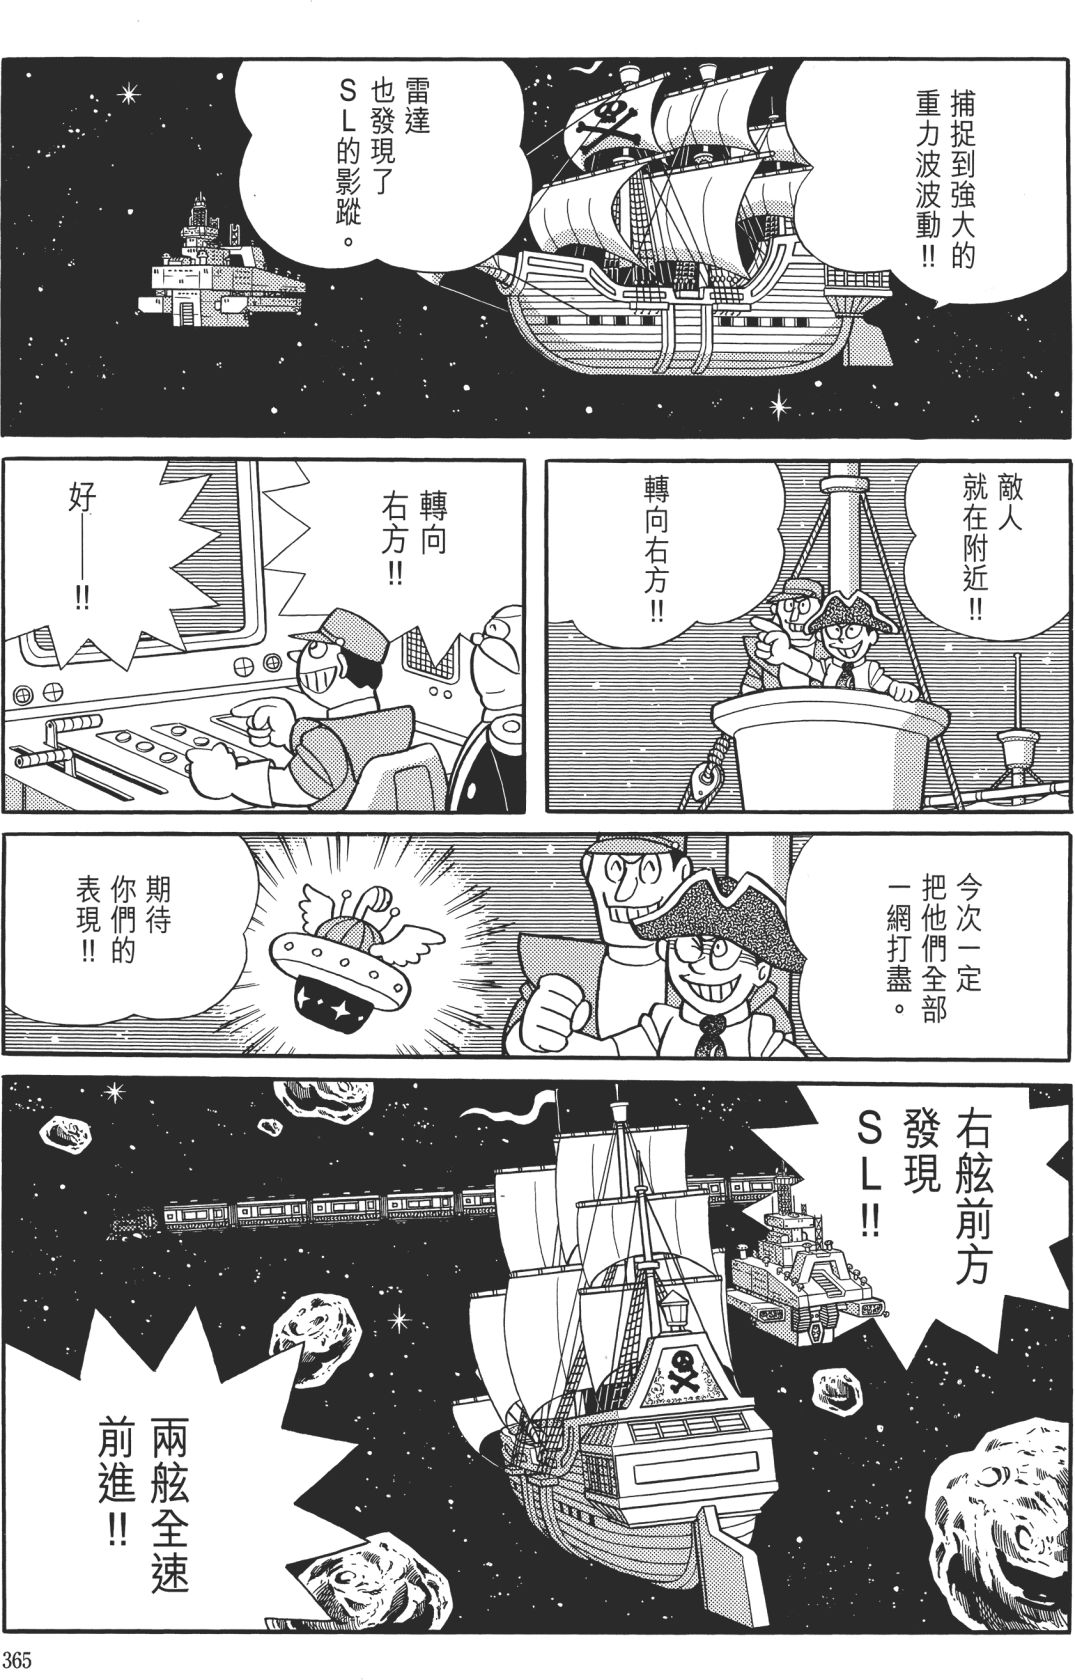 捕捉到強大的
重力波波動!!
雷達
也發現了
SL的影蹤。
敵人
就在附近!!
轉向右方!!
轉向
右方!!
好——!!
今次一定
把他們全部
一網打盡。
期待
你們的
表現!!
右舷前方
發現
SL!!
兩舷全速
前進!!
365